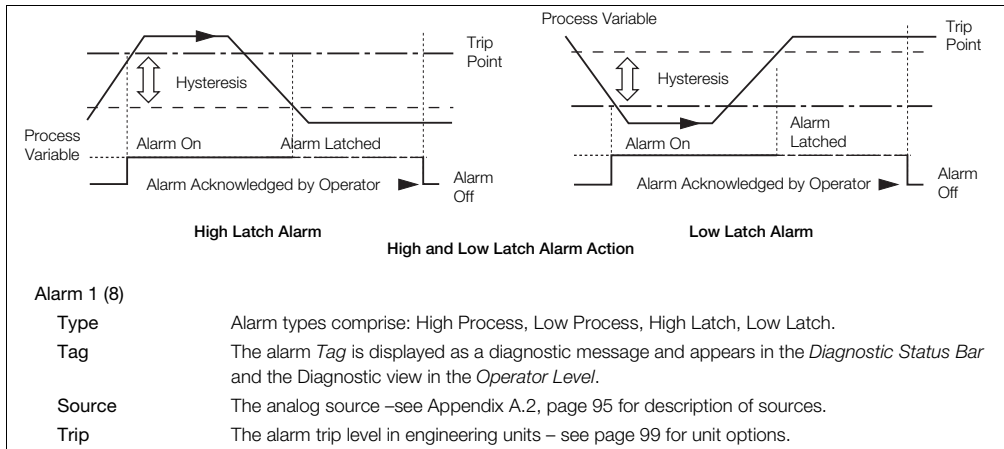 Process Variable
Trip
Point
Hysteresis
Process
Variable
Alarm On
Alarm Latched
Alarm Acknowledged by Operator
Alarm
Off
High Latch Alarm
Trip
Point
Hysteresis
Alarm On
Alarm
Latched
Alarm Acknowledged by Operator
Alarm
Off
Low Latch Alarm
High and Low Latch Alarm Action
Alarm 1 (8)
Type Alarm types comprise: High Process, Low Process, High Latch, Low Latch.
Tag The alarm Tag is displayed as a diagnostic message and appears in the Diagnostic Status Bar
and the Diagnostic view in the Operator Level.
Source The analog source –see Appendix A.2, page 95 for description of sources.
Trip The alarm trip level in engineering units – see page 99 for unit options.